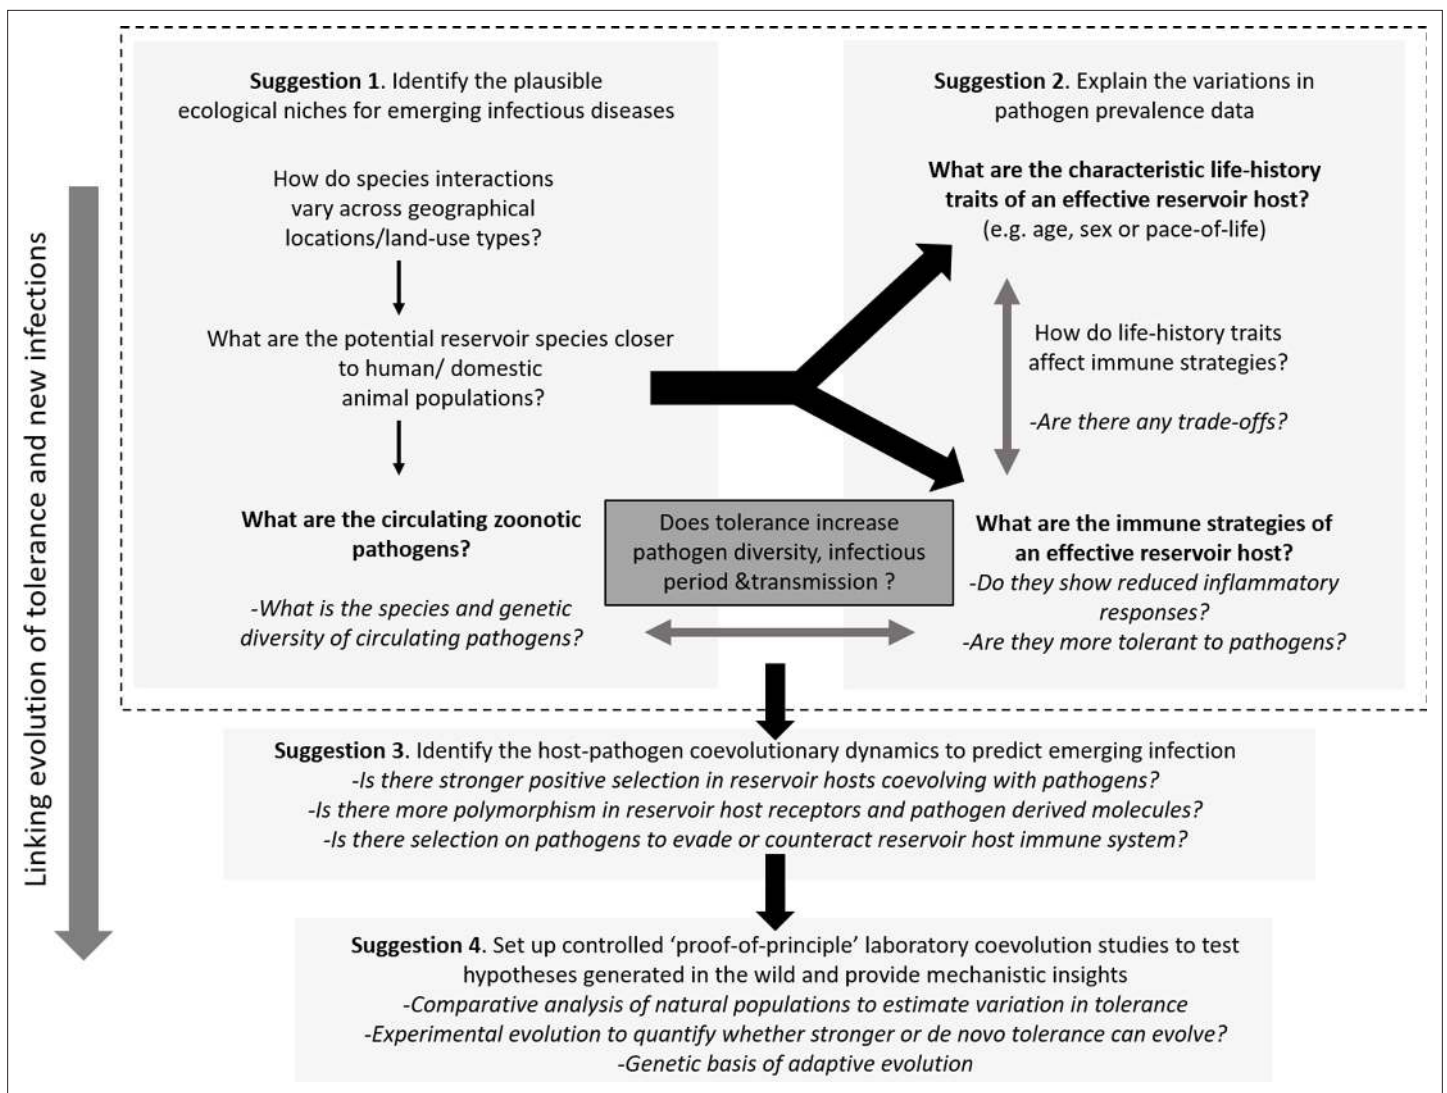 Linking evolution of tolerance and new infections
Suggestion 1. Identify the plausible
ecological niches for emerging infectious diseases
How do species interactions
vary across geographical
locations/land-use types?
What are the potential reservoir species closer
to human/ domestic
animal populations?
What are the circulating zoonotic
pathogens?
-What is the species and genetic
diversity of circulating pathogens?
Does tolerance increase
pathogen diversity, infectious
period &transmission ?
Suggestion 2. Explain the variations in
pathogen prevalence data
What are the characteristic life-history
traits of an effective reservoir host?
(e.g. age, sex or pace-of-life)
How do life-history traits
affect immune strategies?
-Are there any trade-offs?
What are the immune strategies of
an effective reservoir host?
-Do they show reduced inflammatory
responses?
-Are they more tolerant to pathogens?
Suggestion 3. Identify the host-pathogen coevolutionary dynamics to predict emerging infection
-Is there stronger positive selection in reservoir hosts coevolving with pathogens?
-Is there more polymorphism in reservoir host receptors and pathogen derived molecules?
-Is there selection on pathogens to evade or counteract reservoir host immune system?
Suggestion 4. Set up controlled ‘proof-of-principle’ laboratory coevolution studies to test
hypotheses generated in the wild and provide mechanistic insights
-Comparative analysis of natural populations to estimate variation in tolerance
-Experimental evolution to quantify whether stronger or de novo tolerance can evolve?
-Genetic basis of adaptive evolution